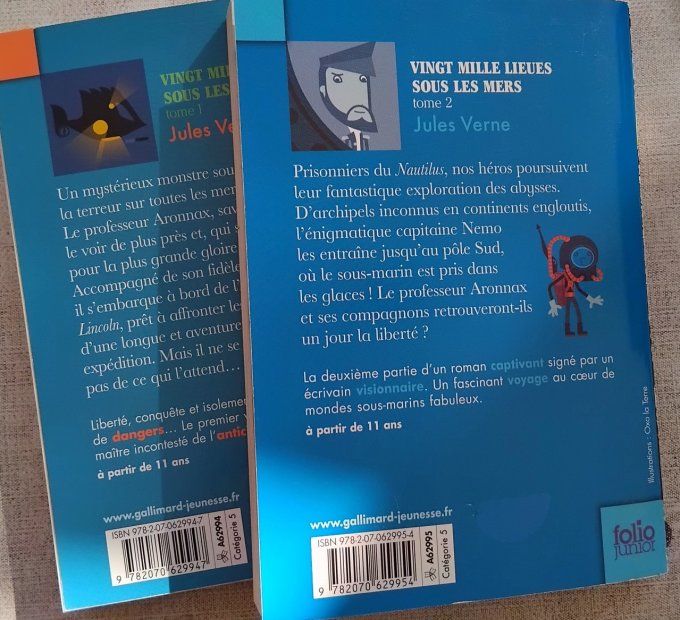 VINGT MI
SOUS LES
tome 1
Jules Ve
Un mystérieux monstre sou
la terreur sur toutes les mer
Le professeur Aronnax, sav
le voir de plus près et, qui s
pour la plus grande gloire
Accompagné de son fidèle
il s'embarque à bord de l'
Lincoln, prêt à affronter les
d'une longue et aventure
expédition. Mais il ne se
pas de ce qui l'attend...
Liberté, conquête et isoleme
de dangers... Le premier v
maître incontesté de l'antic
à partir de 11 ans
www.gallimard-jeunesse.fr
ISBN 978-2-07-062994-7
A62994
Catégorie 5
9 782070 629947
VINGT MILLE LIEUES
SOUS LES MERS
tome 2
Jules Verne
Prisonniers du Nautilus, nos héros poursuivent
leur fantastique exploration des abysses.
D'archipels inconnus en continents engloutis,
l'énigmatique capitaine Nemo
les entraîne jusqu'au pôle Sud,
où le sous-marin est pris dans
les glaces ! Le professeur Aronnax
et ses compagnons retrouveront-ils
un jour la liberté ?
La deuxième partie d'un roman captivant signé par un
écrivain visionnaire. Un fascinant voyage au cœur de
mondes sous-marins fabuleux.
à partir de 11 ans
Illustrations : Oxo la Terre
www.gallimard-jeunesse.fr
ISBN 978-2-07-062995-4
A62995
Catégorie 5
9 782070 629954
folio
junior